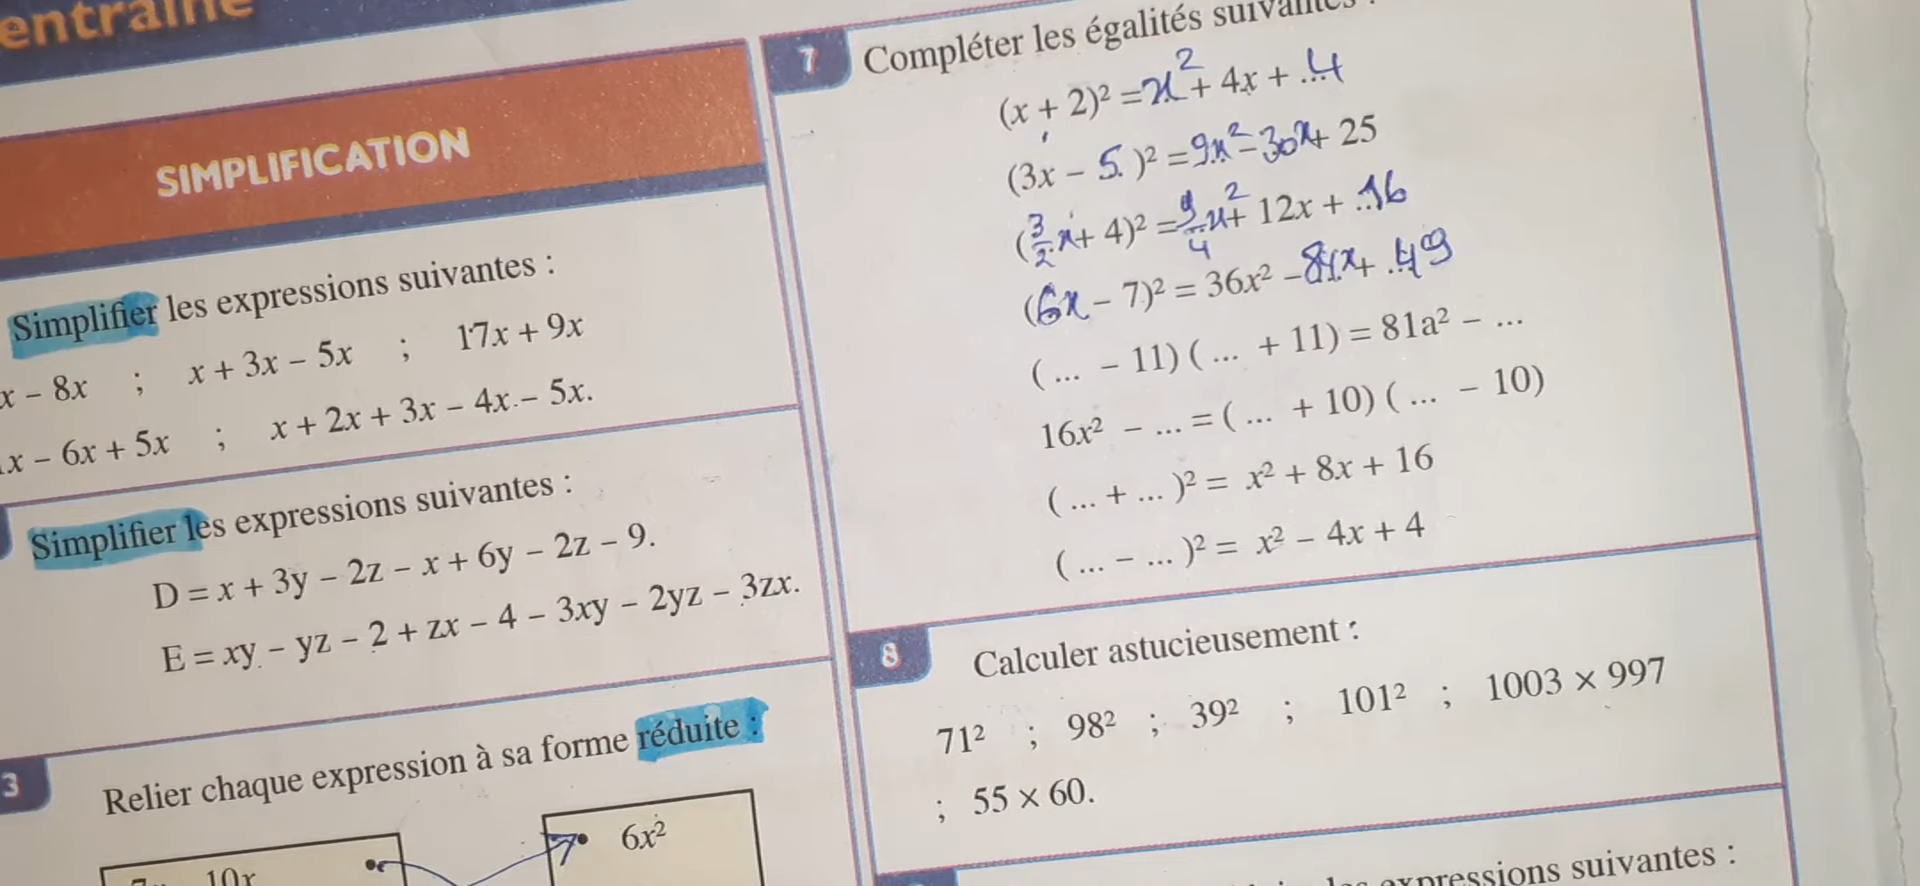 entraîne
SIMPLIFICATION
Simplifier les expressions suivantes :
x – 8x ; x + 3x – 5x ; 17x + 9x
x – 6x + 5x ; x + 2x + 3x – 4x – 5x.
Simplifier les expressions suivantes :
D = x + 3y – 2z – x + 6y – 2z – 9.
E = xy – yz – 2 + zx – 4 – 3xy – 2yz – 3zx.
3 Relier chaque expression à sa forme réduite :
10x
6x²
7 Compléter les égalités suivantes :
(x + 2)² = x² + 4x + ...4
(3x – 5.)² = 9x² – 30x + 25
(3/2 x + 4)² = 9/4 x² + 12x + ..16
(6x – 7)² = 36x² – 84x + ..49
( ... – 11) ( ... + 11) = 81a² – ...
16x² – ... = ( ... + 10) ( ... – 10)
( ... + ... )² = x² + 8x + 16
( ... – ... )² = x² – 4x + 4
8 Calculer astucieusement :
71² ; 98² ; 39² ; 101² ; 1003 × 997
; 55 × 60.
expressions suivantes :